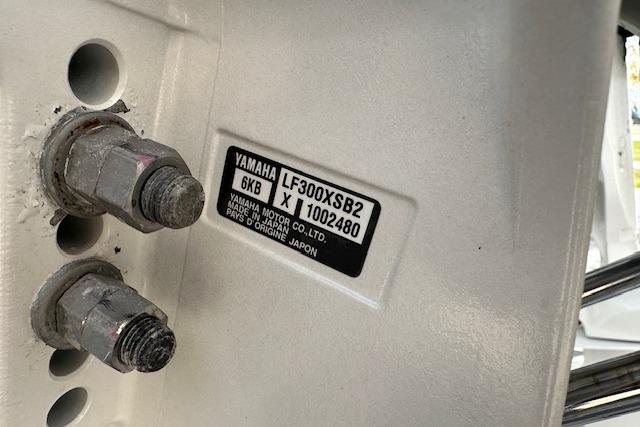 YAMAHA LF300XSB2
6KB X 1002480
YAMAHA MOTOR CO., LTD.
MADE IN JAPAN
PAYS D' ORIGINE JAPON